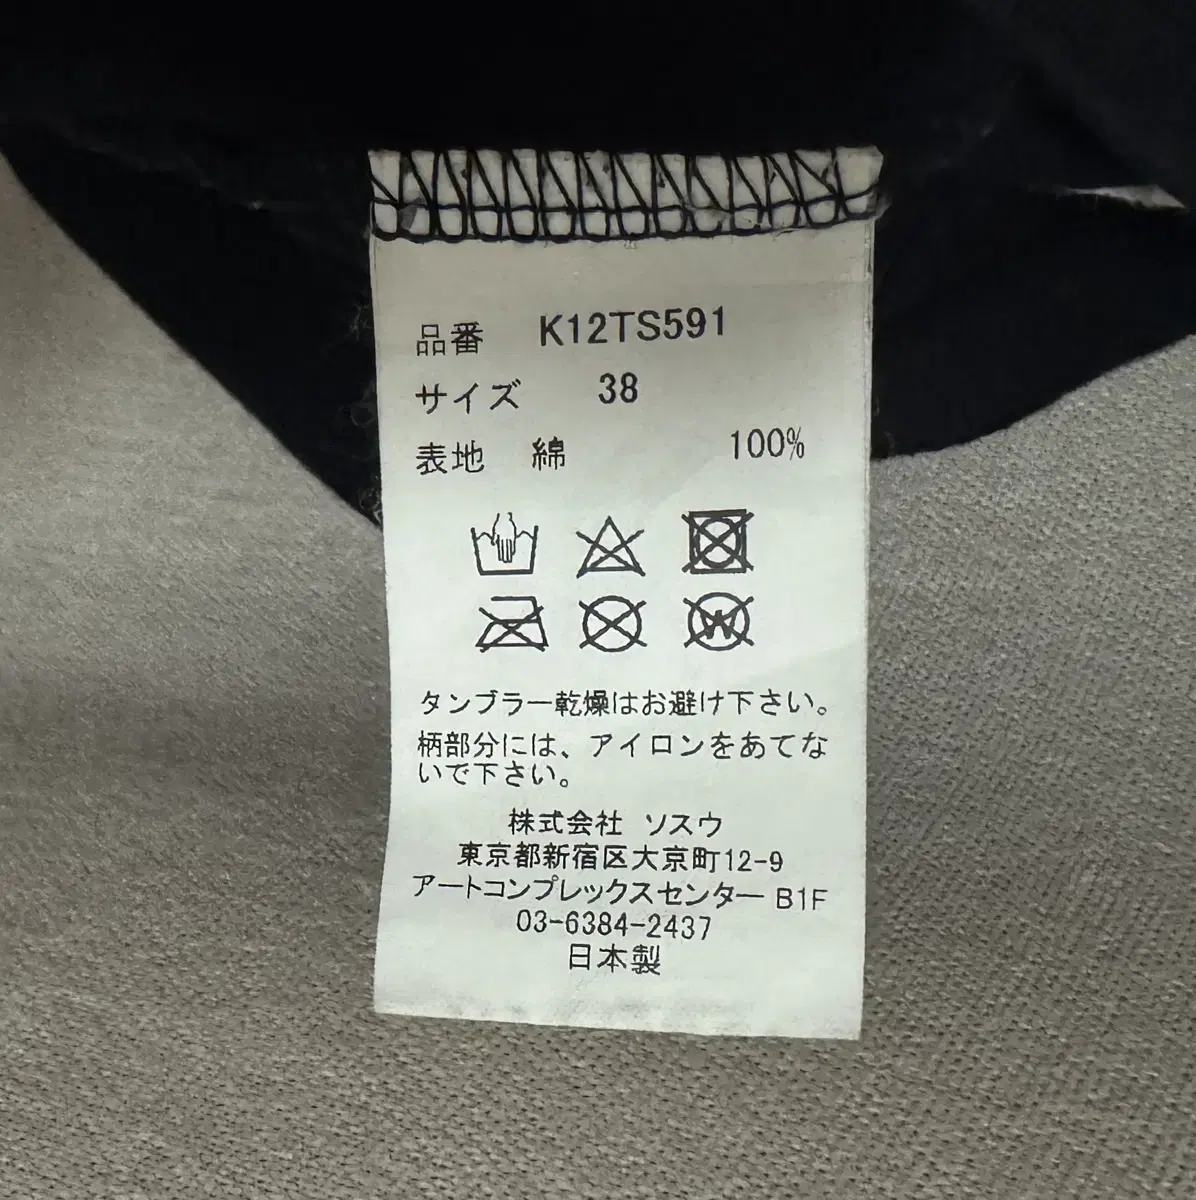 品番 K12TS591
サイズ 38
表地 綿 100%
タンブラー乾燥はお避け下さい。
柄部分には、アイロンをあてな
いで下さい。
株式会社 ソスウ
東京都新宿区大京町12-9
アートコンプレックスセンター B1F
03-6384-2437
日本製